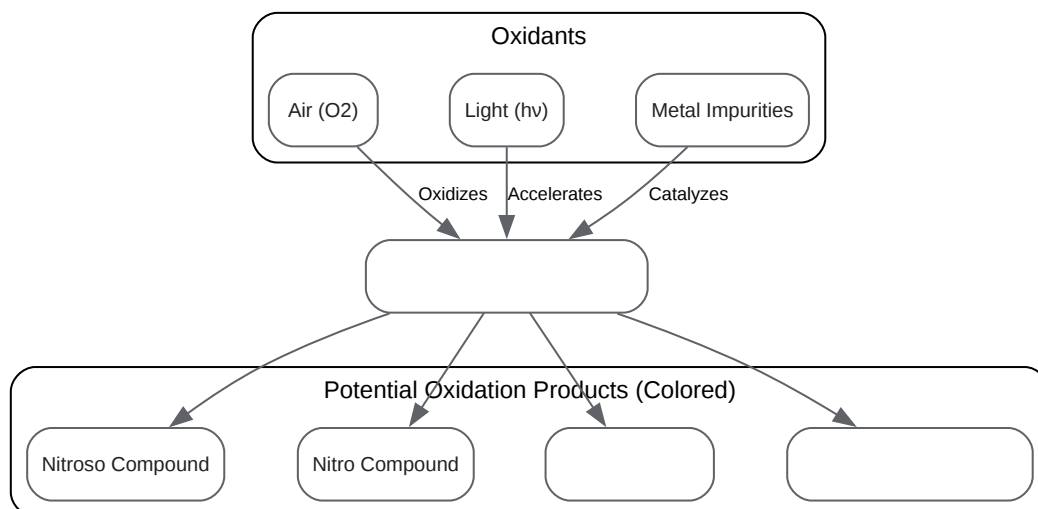 Oxidants
Air (O2)
Light (hν)
Metal Impurities
Oxidizes
Accelerates
Catalyzes
Potential Oxidation Products (Colored)
Nitroso Compound
Nitro Compound